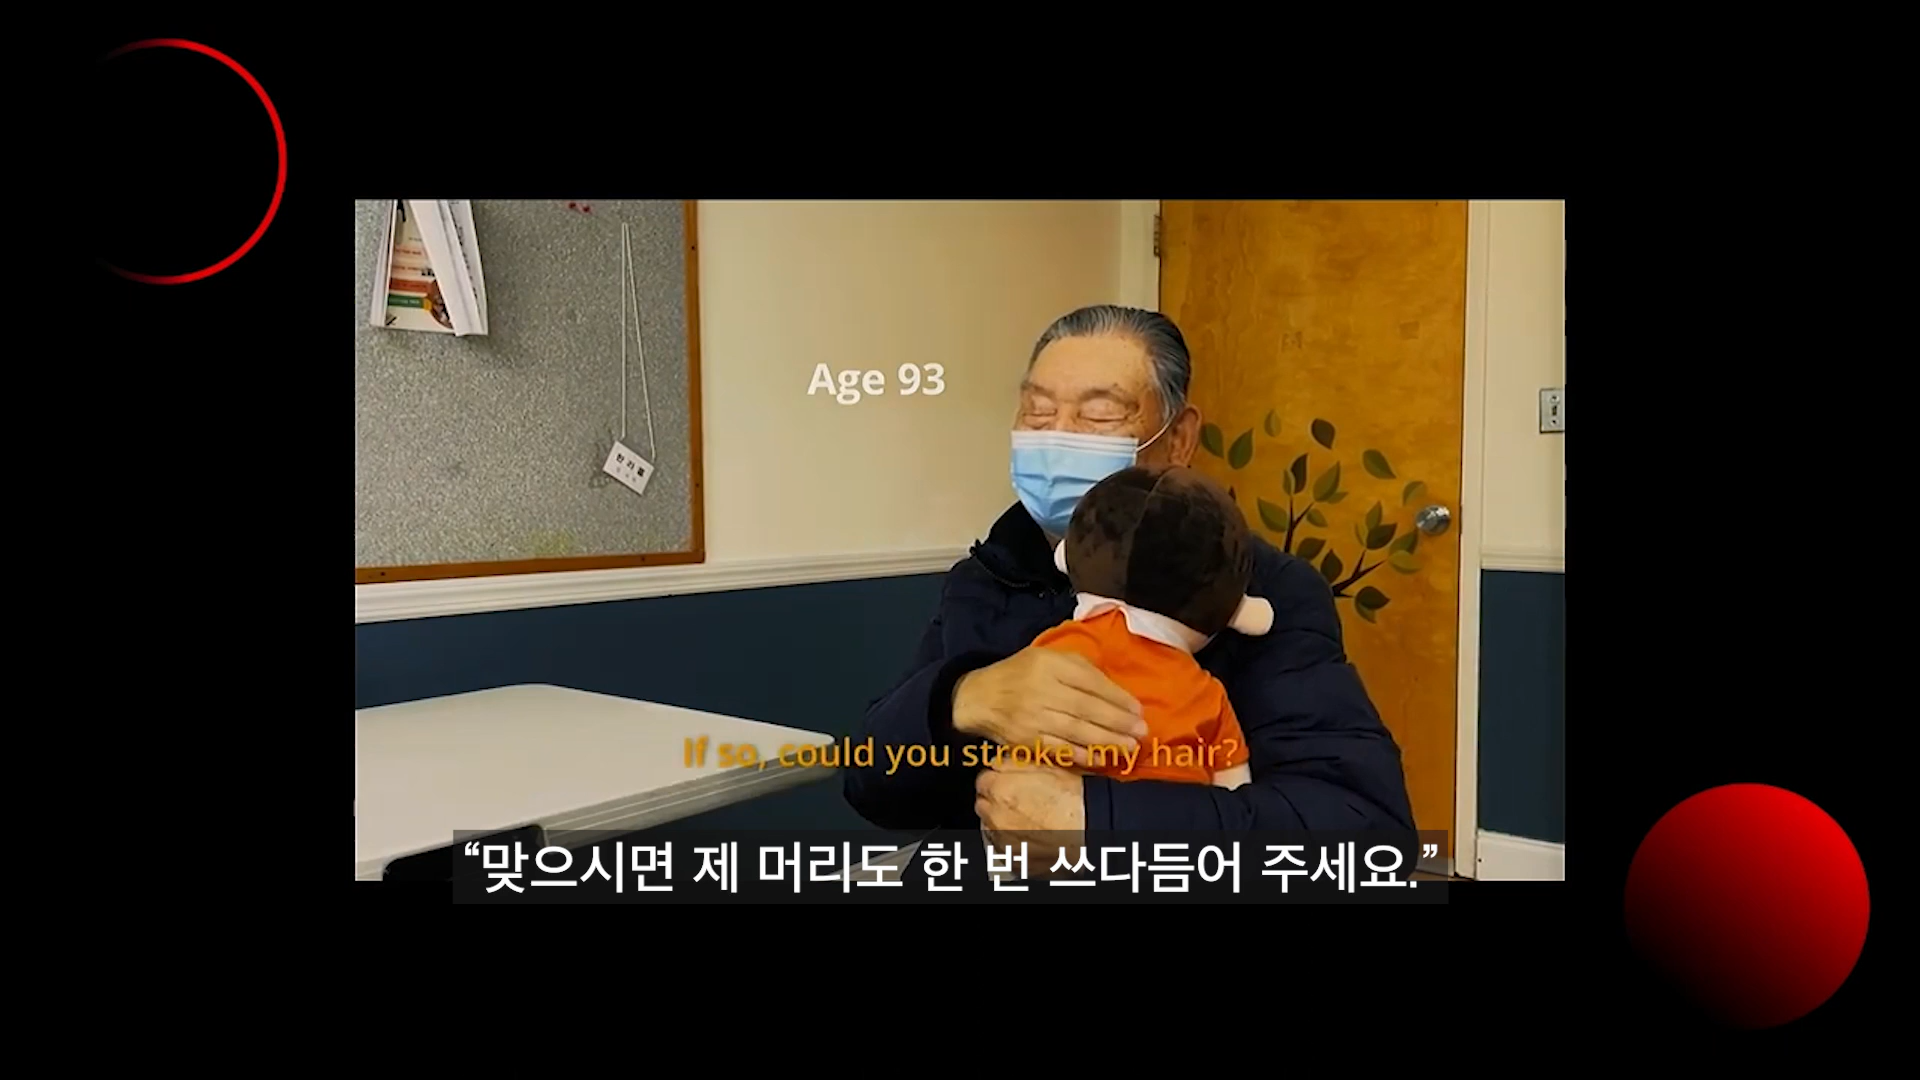 Age 93
If so, could you stroke my hair?
“맞으시면 제 머리도 한 번 쓰다듬어 주세요.”